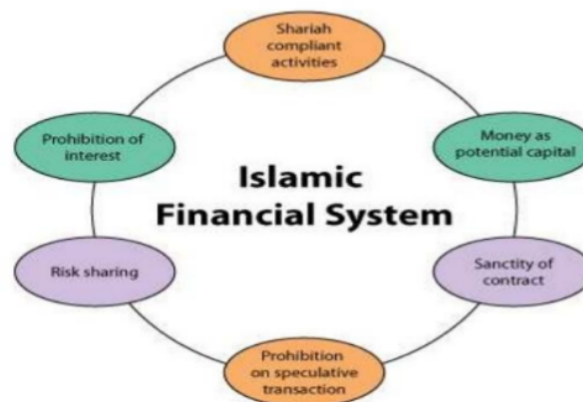 Shariah
compliant
activities
Prohibition of
interest
Money as
potential capital
Islamic
Financial System
Risk sharing
Sanctity of
contract
Prohibition
on speculative
transaction